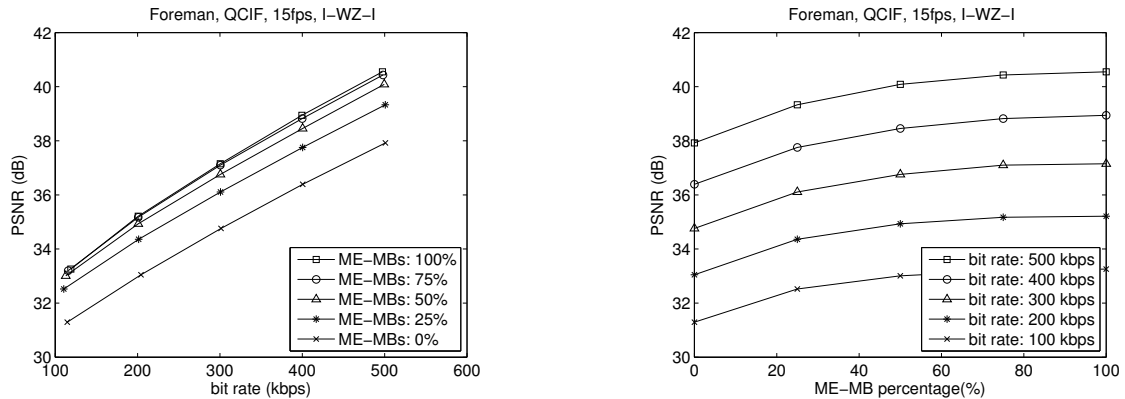 Foreman, QCIF, 15fps, I−WZ−I
42
40
38
36
34
32
30
PSNR (dB)
100 200 300 400 500 600
bit rate (kbps)
ME−MBs: 100%
ME−MBs: 75%
ME−MBs: 50%
ME−MBs: 25%
ME−MBs: 0%
Foreman, QCIF, 15fps, I−WZ−I
42
40
38
36
34
32
30
PSNR (dB)
0 20 40 60 80 100
ME−MB percentage(%)
bit rate: 500 kbps
bit rate: 400 kbps
bit rate: 300 kbps
bit rate: 200 kbps
bit rate: 100 kbps